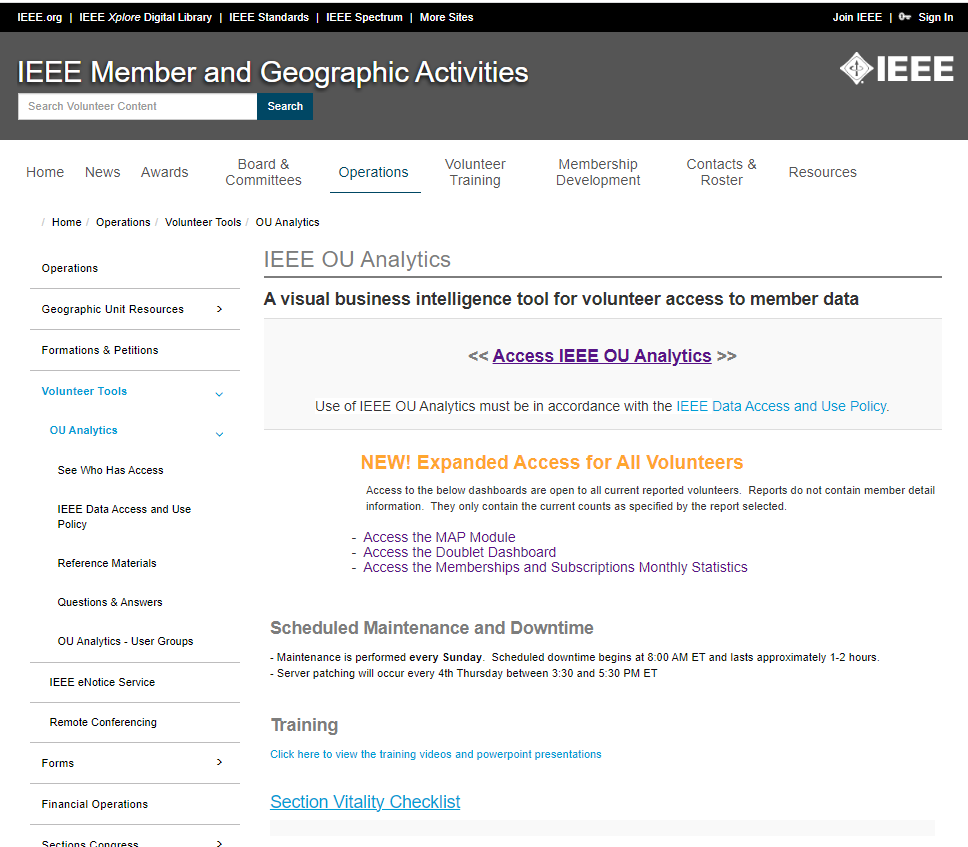 IEEE.org | IEEE Xplore Digital Library | IEEE Standards | IEEE Spectrum | More Sites
Join IEEE | Sign In
IEEE Member and Geographic Activities
IEEE
Search Volunteer Content
Search
Home
News
Awards
Board &
Committees
Operations
Volunteer
Training
Membership
Development
Contacts &
Roster
Resources
/ Home / Operations / Volunteer Tools / OU Analytics
Operations
Geographic Unit Resources >
Formations & Petitions
Volunteer Tools
OU Analytics
See Who Has Access
IEEE Data Access and Use
Policy
Reference Materials
Questions & Answers
OU Analytics - User Groups
IEEE eNotice Service
Remote Conferencing
Forms >
Financial Operations
Sections Congress >
IEEE OU Analytics
A visual business intelligence tool for volunteer access to member data
<< Access IEEE OU Analytics >>
Use of IEEE OU Analytics must be in accordance with the IEEE Data Access and Use Policy.
NEW! Expanded Access for All Volunteers
Access to the below dashboards are open to all current reported volunteers. Reports do not contain member detail
information. They only contain the current counts as specified by the report selected.
- Access the MAP Module
- Access the Doublet Dashboard
- Access the Memberships and Subscriptions Monthly Statistics
Scheduled Maintenance and Downtime
- Maintenance is performed every Sunday. Scheduled downtime begins at 8:00 AM ET and lasts approximately 1-2 hours.
- Server patching will occur every 4th Thursday between 3:30 and 5:30 PM ET
Training
Click here to view the training videos and powerpoint presentations
Section Vitality Checklist